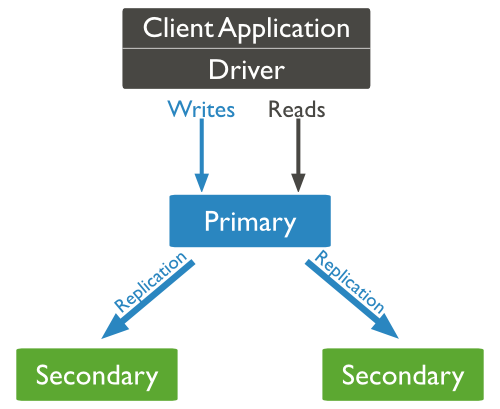 Client Application
Driver
Writes
Reads
Primary
Replication
Replication
Secondary
Secondary